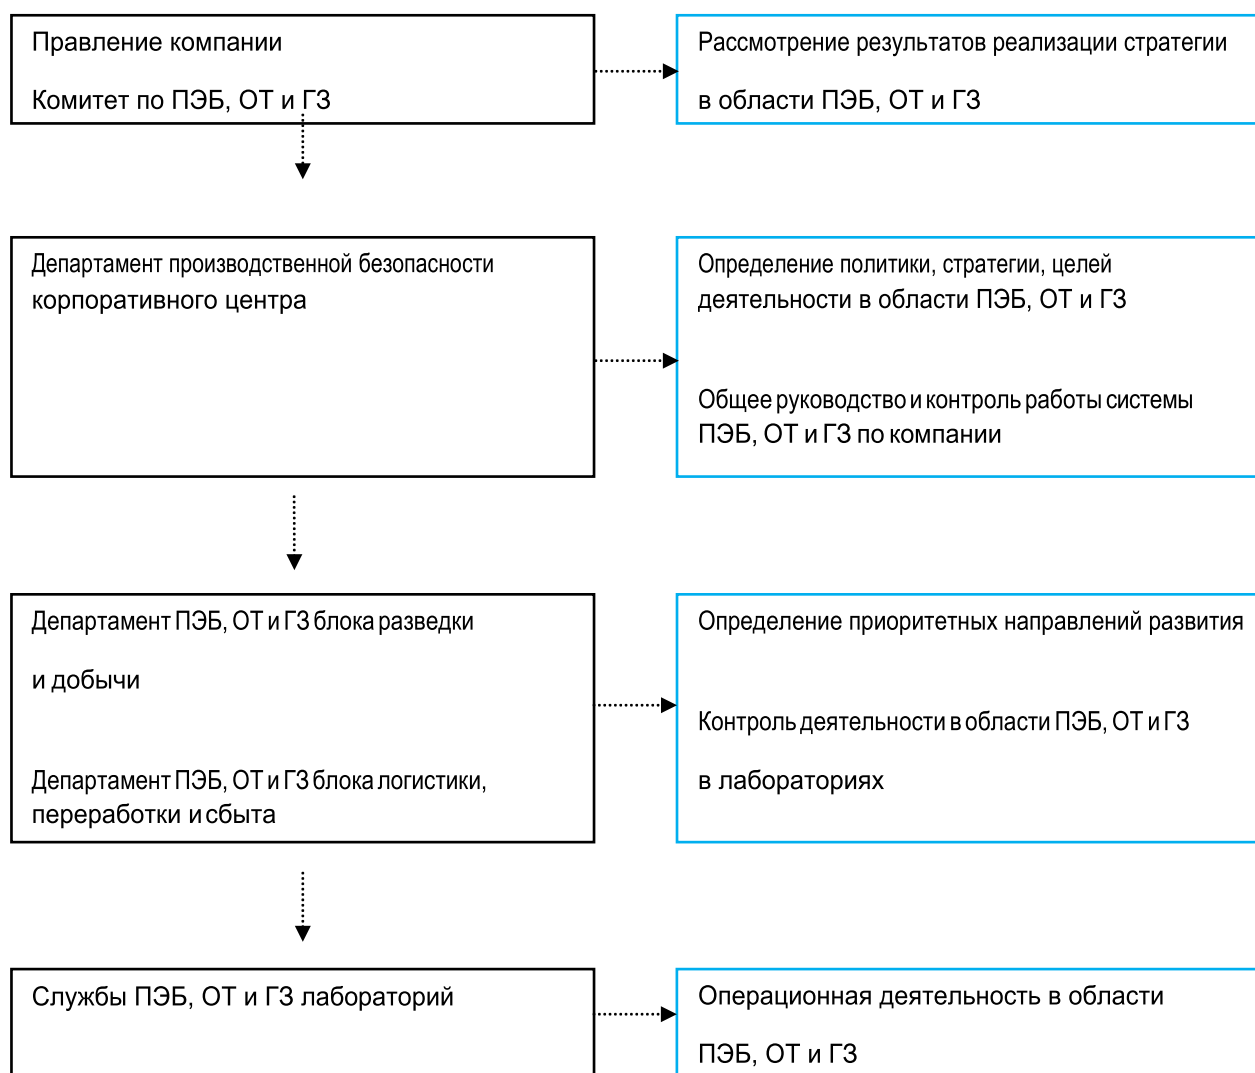 Правление компании
Комитет по ПЭБ, ОТ и ГЗ
Рассмотрение результатов реализации стратегии
в области ПЭБ, ОТ и ГЗ
Департамент производственной безопасности
корпоративного центра
Определение политики, стратегии, целей
деятельности в области ПЭБ, ОТ и ГЗ
Общее руководство и контроль работы системы
ПЭБ, ОТ и ГЗ по компании
Департамент ПЭБ, ОТ и ГЗ блока разведки
и добычи
Департамент ПЭБ, ОТ и ГЗ блока логистики,
переработки и сбыта
Определение приоритетных направлений развития
Контроль деятельности в области ПЭБ, ОТ и ГЗ
в лабораториях
Службы ПЭБ, ОТ и ГЗ лабораторий
Операционная деятельность в области
ПЭБ, ОТ и ГЗ